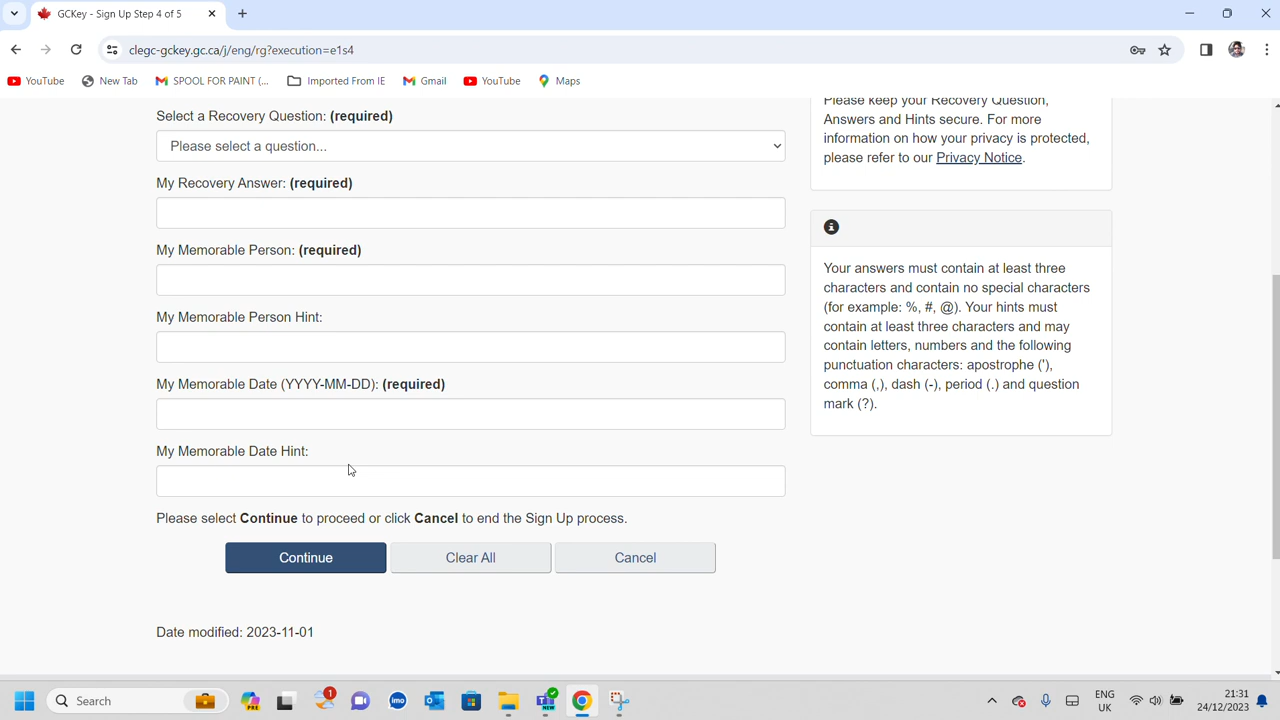 GCKey - Sign Up Step 4 of 5
clegc-gckey.gc.ca/j/eng/rg?execution=e1s4
YouTube
New Tab
SPOOL FOR PAINT (...
Imported From IE
Gmail
YouTube
Maps
Select a Recovery Question: (required)
Please select a question...
My Recovery Answer: (required)
My Memorable Person: (required)
My Memorable Person Hint:
My Memorable Date (YYYY-MM-DD): (required)
My Memorable Date Hint:
Please select Continue to proceed or click Cancel to end the Sign Up process.
Continue
Clear All
Cancel
Date modified: 2023-11-01
Please keep your Recovery Question,
Answers and Hints secure. For more
information on how your privacy is protected,
please refer to our Privacy Notice.
Your answers must contain at least three
characters and contain no special characters
(for example: %, #, @). Your hints must
contain at least three characters and may
contain letters, numbers and the following
punctuation characters: apostrophe ('),
comma (,), dash (-), period (.) and question
mark (?).
Search
1
imo
ENG
UK
21:31
24/12/2023